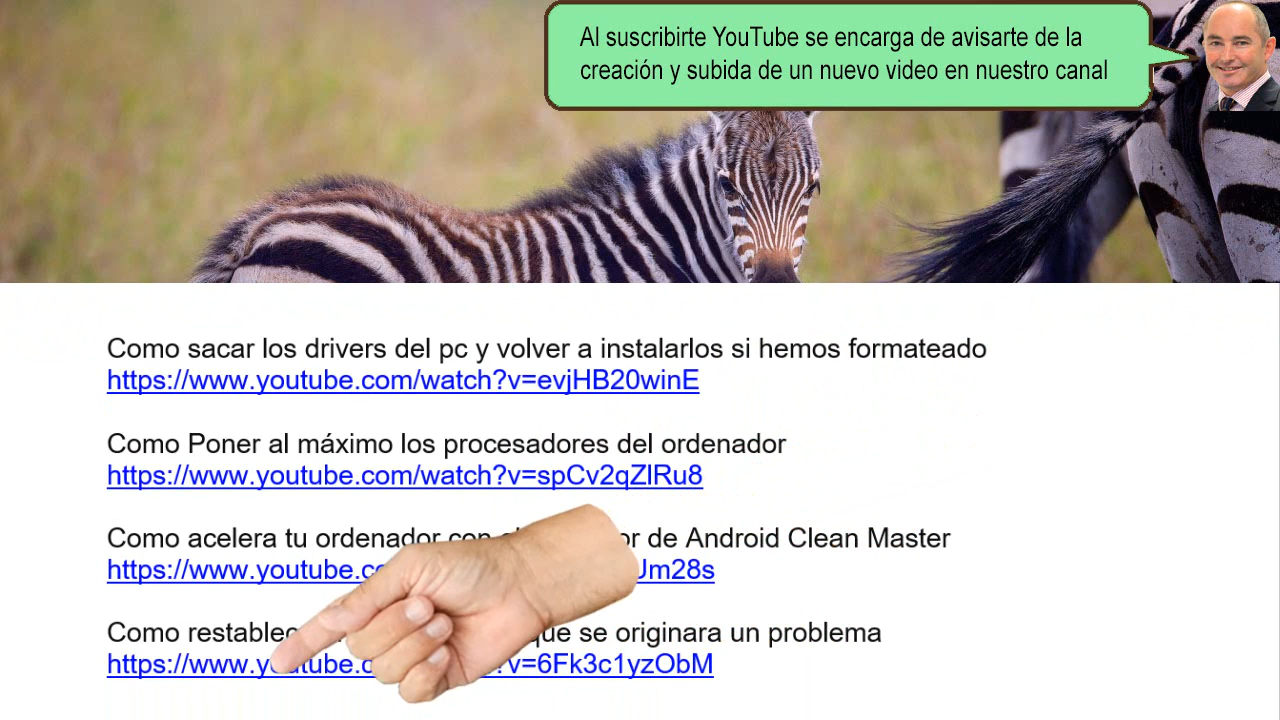 Al suscribirte YouTube se encarga de avisarte de la
creación y subida de un nuevo video en nuestro canal
Como sacar los drivers del pc y volver a instalarlos si hemos formateado
https://www.youtube.com/watch?v=evjHB20winE
Como Poner al máximo los procesadores del ordenador
https://www.youtube.com/watch?v=spCv2qZlRu8
Como acelera tu ordenador con de Android Clean Master
https://www.youtube.c Jm28s
Como restablec que se originara un problema
https://www.youtube.c ?v=6Fk3c1yzObM